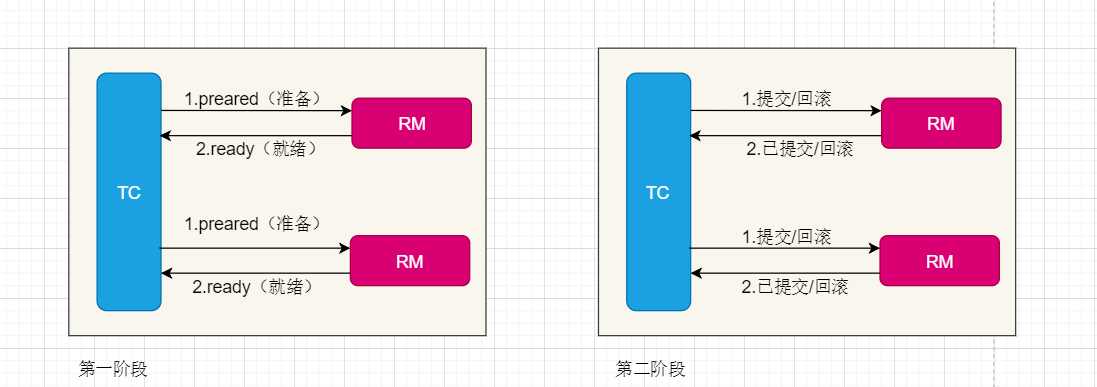 1.preared（准备）
RM
2.ready（就绪）
TC
1.preared（准备）
RM
2.ready（就绪）
第一阶段
1.提交/回滚
RM
2.已提交/回滚
TC
1.提交/回滚
RM
2.已提交/回滚
第二阶段